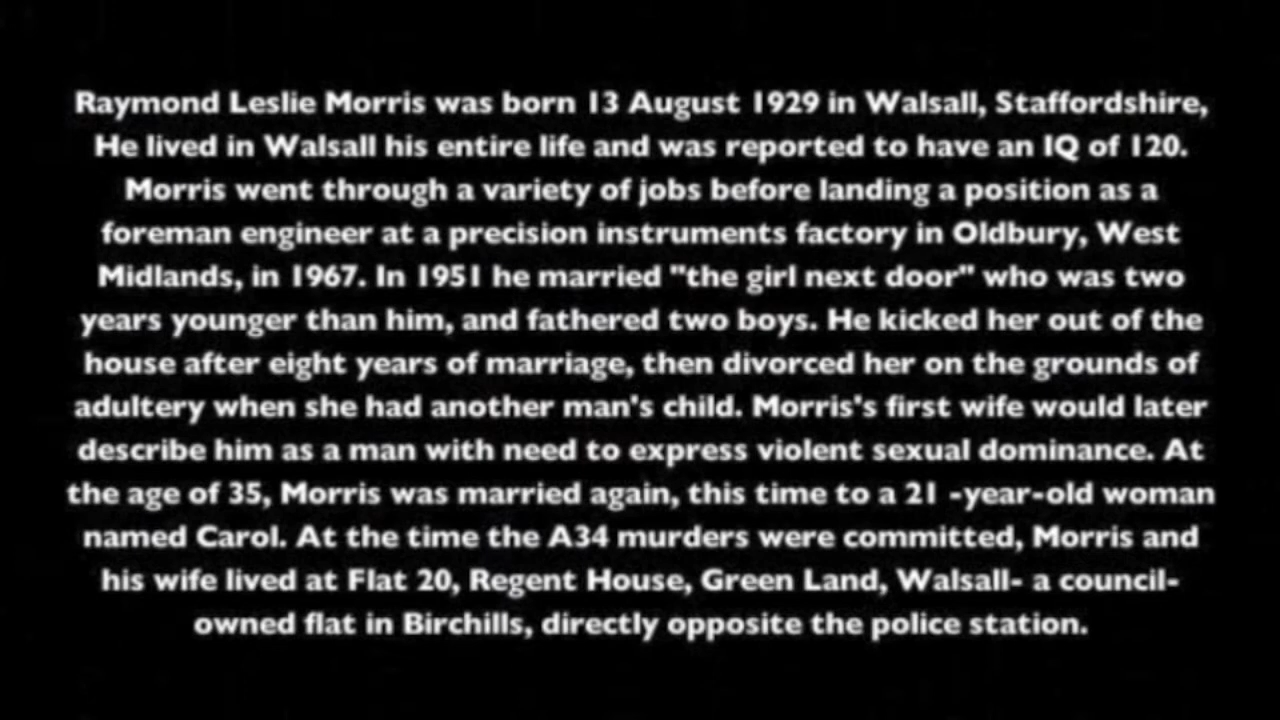 Raymond Leslie Morris was born 13 August 1929 in Walsall, Staffordshire,
He lived in Walsall his entire life and was reported to have an IQ of 120.
Morris went through a variety of jobs before landing a position as a
foreman engineer at a precision instruments factory in Oldbury, West
Midlands, in 1967. In 1951 he married "the girl next door" who was two
years younger than him, and fathered two boys. He kicked her out of the
house after eight years of marriage, then divorced her on the grounds of
adultery when she had another man's child. Morris's first wife would later
describe him as a man with need to express violent sexual dominance. At
the age of 35, Morris was married again, this time to a 21 -year-old woman
named Carol. At the time the A34 murders were committed, Morris and
his wife lived at Flat 20, Regent House, Green Land, Walsall- a council-
owned flat in Birchills, directly opposite the police station.